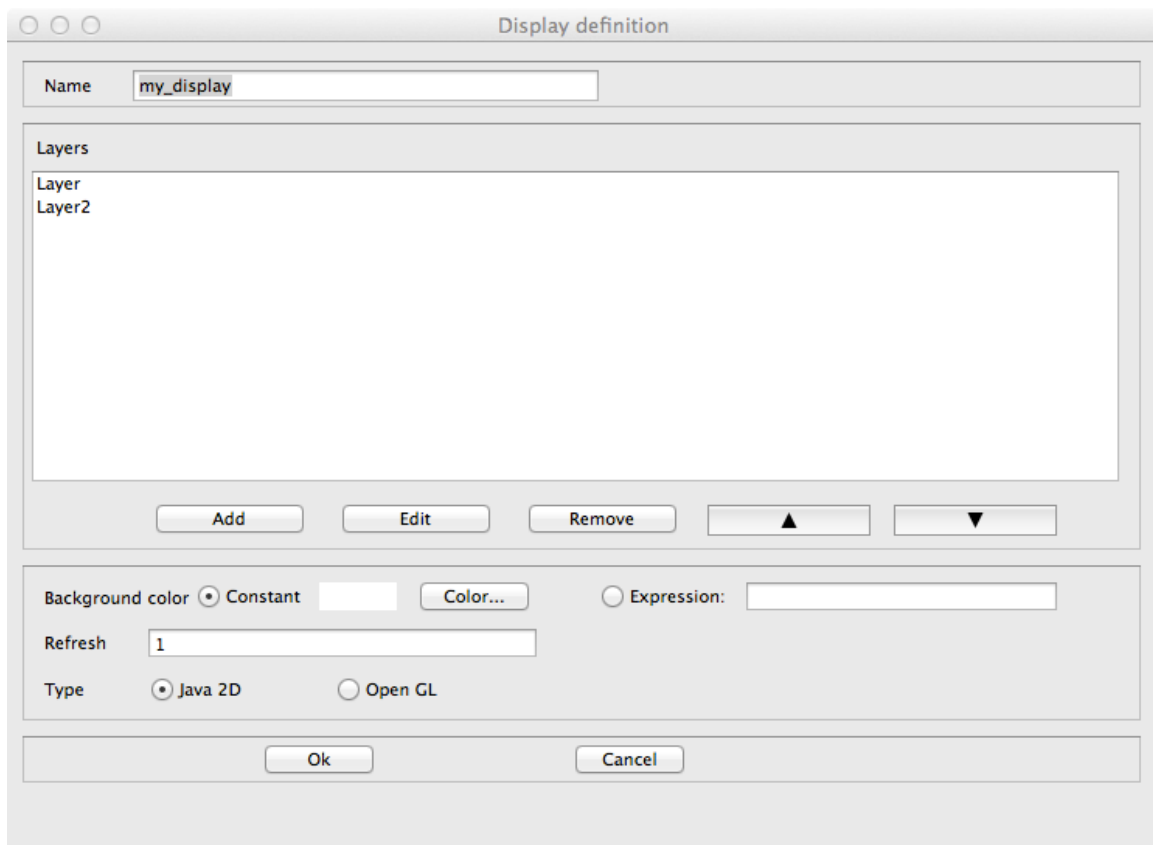 Display definition
Name my_display
Layers
Layer
Layer2
Add Edit Remove ▲ ▼
Background color Constant Color... Expression:
Refresh 1
Type Java 2D Open GL
Ok Cancel